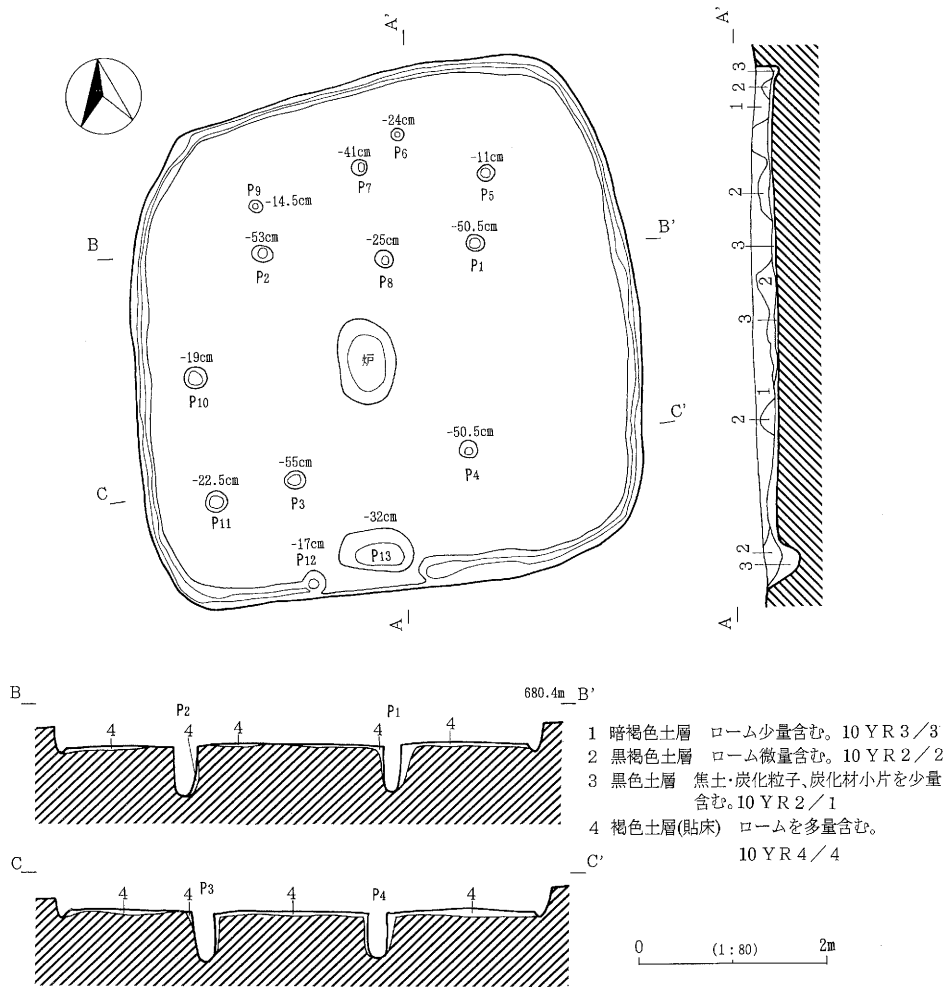 A'
A'
-24cm
P6
-41cm
P7
-11cm
P5
P9
-14.5cm
B
B'
-53cm
P2
-25cm
P8
-50.5cm
P1
炉
-19cm
P10
C'
-50.5cm
P4
-55cm
P3
C
-22.5cm
P11
-32cm
P13
-17cm
P12
A
A
3
2
1
2
3
2
3
1
2
2
3
B
P2
4
4
4
P1
4
4
680.4m
B'
C
P3
4
4
4
P4
4
C'
1 暗褐色土層 ローム少量含む。10YR3/3
2 黒褐色土層 ローム微量含む。10YR2/2
3 黒色土層 焦土・炭化粒子、炭化材小片を少量
含む。10YR2/1
4 褐色土層(貼床) ロームを多量含む。
10YR4/4
0 (1:80) 2m